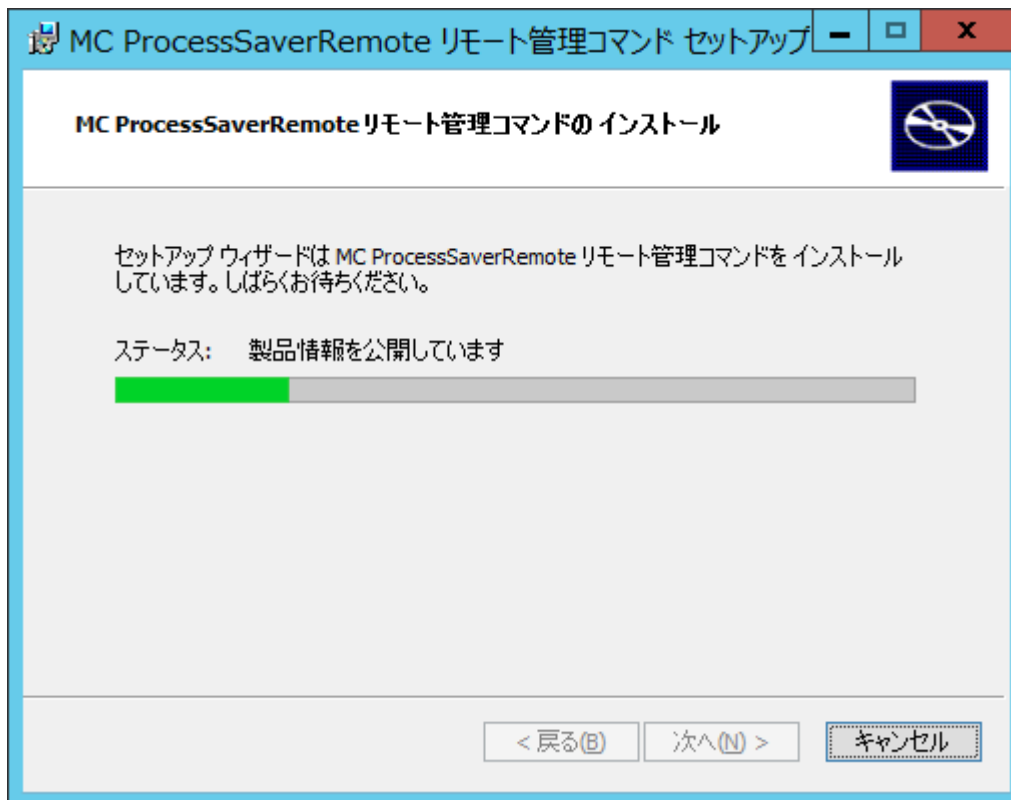 MC ProcessSaverRemote リモート管理コマンド セットアップ
MC ProcessSaverRemote リモート管理コマンドの インストール
セットアップ ウィザードは MC ProcessSaverRemote リモート管理コマンドを インストール
しています。しばらくお待ちください。
ステータス: 製品情報を公開しています
< 戻る(B)
次へ(N) >
キャンセル